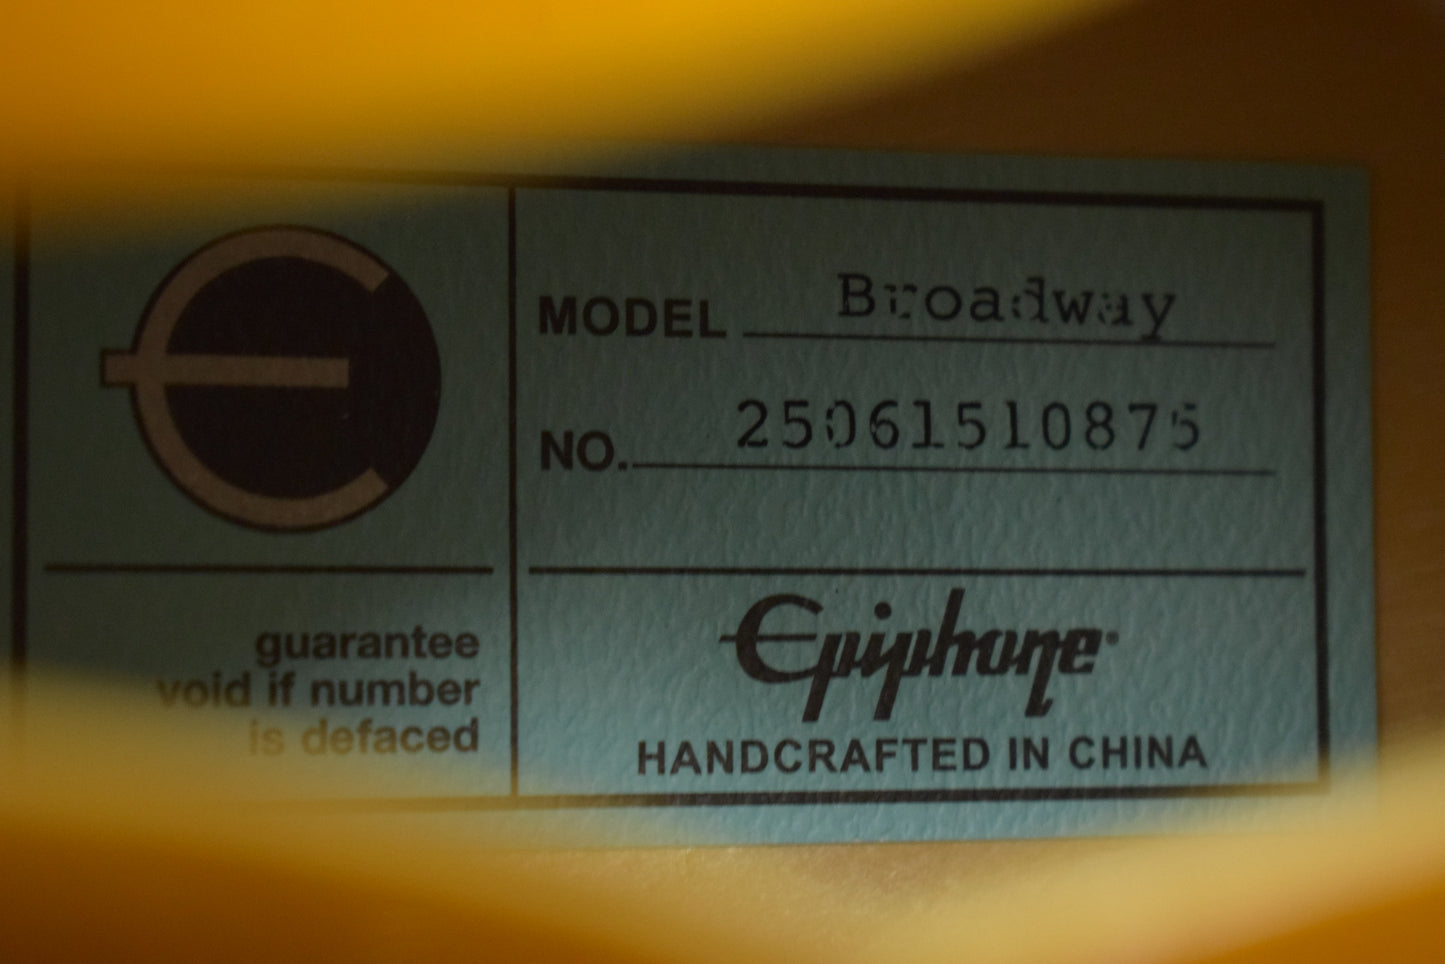 MODEL Broadway
NO. 25061510875
guarantee
void if number
is defaced
Epiphone®
HANDCRAFTED IN CHINA